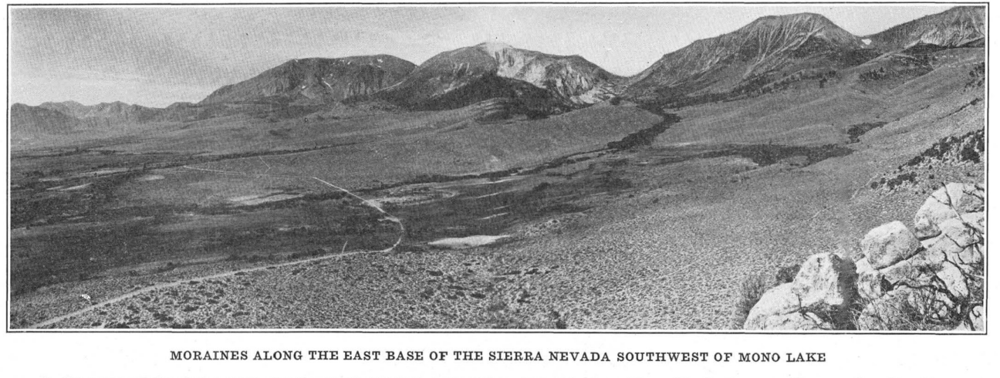 MORAINES ALONG THE EAST BASE OF THE SIERRA NEVADA SOUTHWEST OF MONO LAKE